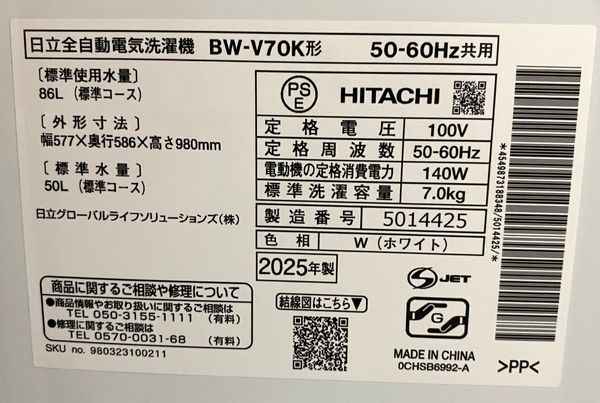 日立全自動電気洗濯機 BW-V70K形 50-60Hz共用
〔標準使用水量〕
86L（標準コース）
〔外形寸法〕
幅577×奥行586×高さ980mm
〔標準水量〕
50L（標準コース）
日立グローバルライフソリューションズ（株）
PS
E
HITACHI
定格電圧 100V
定格周波数 50-60Hz
電動機の定格消費電力 140W
標準洗濯容量 7.0kg
製造番号 5014425
色相 W（ホワイト）
2025年製
S JET
*4549873188348/5014425/*
商品に関するご相談や修理について
●商品情報やお取り扱いに関するご相談は
TEL 050-3155-1111（有料）
●修理に関するご相談は
TEL 0570-0031-68（有料）
SKU no. 980323100211
結線図はこちら▼
G
MADE IN CHINA
0CHSB6992-A
>PP<